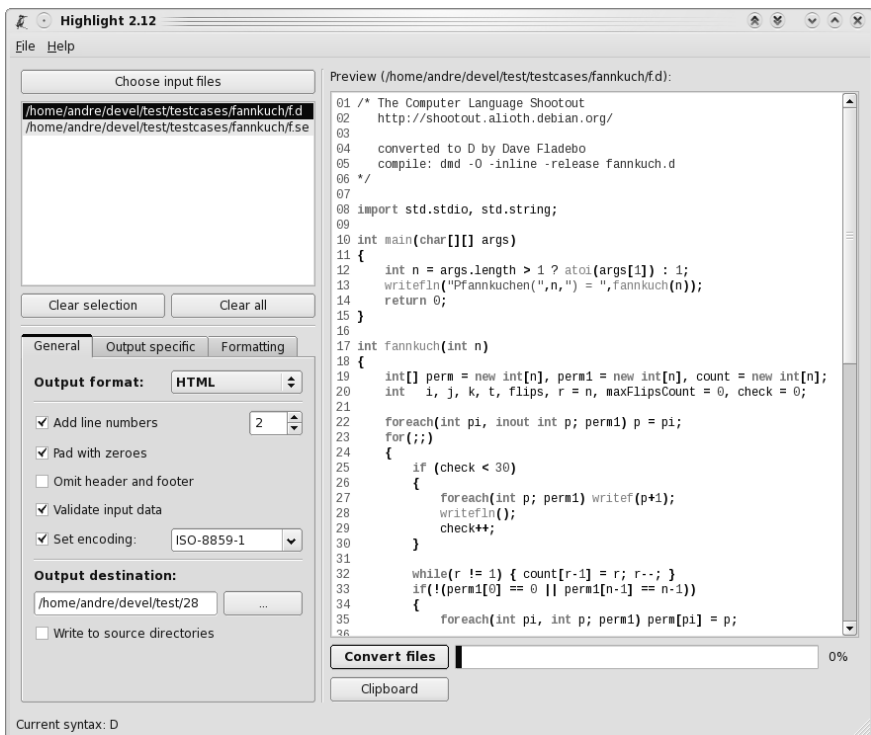 Highlight 2.12
File Help
Choose input files
/home/andre/devel/test/testcases/fannkuch/f.d
/home/andre/devel/test/testcases/fannkuch/f.se
Clear selection
Clear all
General
Output specific
Formatting
Output format:
HTML
Add line numbers
2
Pad with zeroes
Omit header and footer
Validate input data
Set encoding:
ISO-8859-1
Output destination:
/home/andre/devel/test/28
...
Write to source directories
Preview (/home/andre/devel/test/testcases/fannkuch/f.d):
01 /* The Computer Language Shootout
02    http://shootout.alioth.debian.org/
03
04    converted to D by Dave Fladebo
05    compile: dmd -O -inline -release fannkuch.d
06 */
07
08 import std.stdio, std.string;
09
10 int main(char[][] args)
11 {
12     int n = args.length > 1 ? atoi(args[1]) : 1;
13     writefln("Pfannkuchen(",n,") = ",fannkuch(n));
14     return 0;
15 }
16
17 int fannkuch(int n)
18 {
19     int[] perm = new int[n], perm1 = new int[n], count = new int[n];
20     int   i, j, k, t, flips, r = n, maxFlipsCount = 0, check = 0;
21
22     foreach(int pi, inout int p; perm1) p = pi;
23     for(;;)
24     {
25         if (check < 30)
26         {
27             foreach(int p; perm1) writef(p+1);
28             writefln();
29             check++;
30         }
31
32         while(r != 1) { count[r-1] = r; r--; }
33         if(!(perm1[0] == 0 || perm1[n-1] == n-1))
34         {
35             foreach(int pi, int p; perm1) perm[pi] = p;
36
Convert files
0%
Clipboard
Current syntax: D